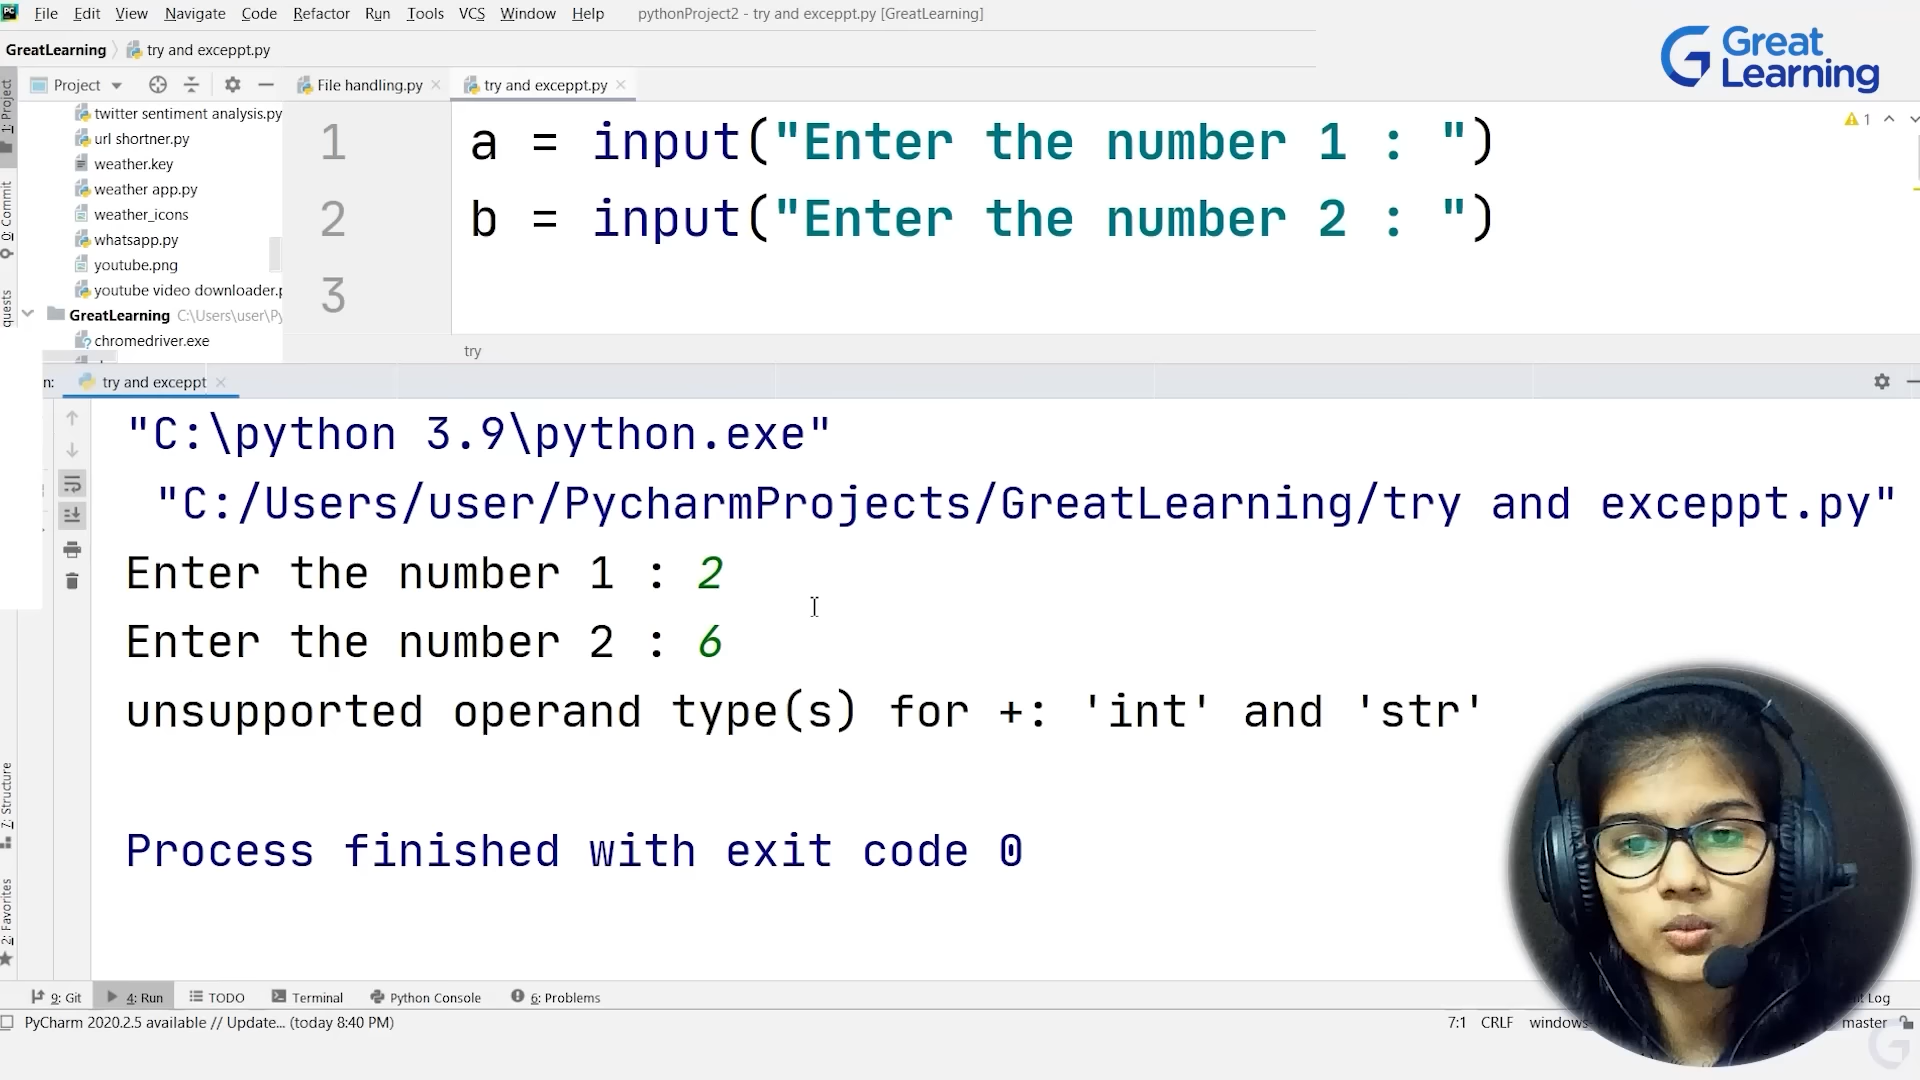 File Edit View Navigate Code Refactor Run Tools VCS Window Help pythonProject2 - try and exceppt.py [GreatLearning]
GreatLearning try and exceppt.py
Great
Learning
Project
File handling.py
try and exceppt.py
1: Project
0: Commit
quests
twitter sentiment analysis.py
url shortner.py
weather.key
weather app.py
weather_icons
whatsapp.py
youtube.png
youtube video downloader.p
GreatLearning C:\Users\user\Py
chromedriver.exe
1 a = input("Enter the number 1 : ")
2 b = input("Enter the number 2 : ")
3
1
try
n: try and exceppt
"C:\python 3.9\python.exe"
"C:/Users/user/PycharmProjects/GreatLearning/try and exceppt.py"
Enter the number 1 : 2
Enter the number 2 : 6
unsupported operand type(s) for +: 'int' and 'str'
Process finished with exit code 0
7: Structure
2: Favorites
9: Git 4: Run TODO Terminal Python Console 6: Problems nt Log
PyCharm 2020.2.5 available // Update... (today 8:40 PM) 7:1 CRLF windows- master